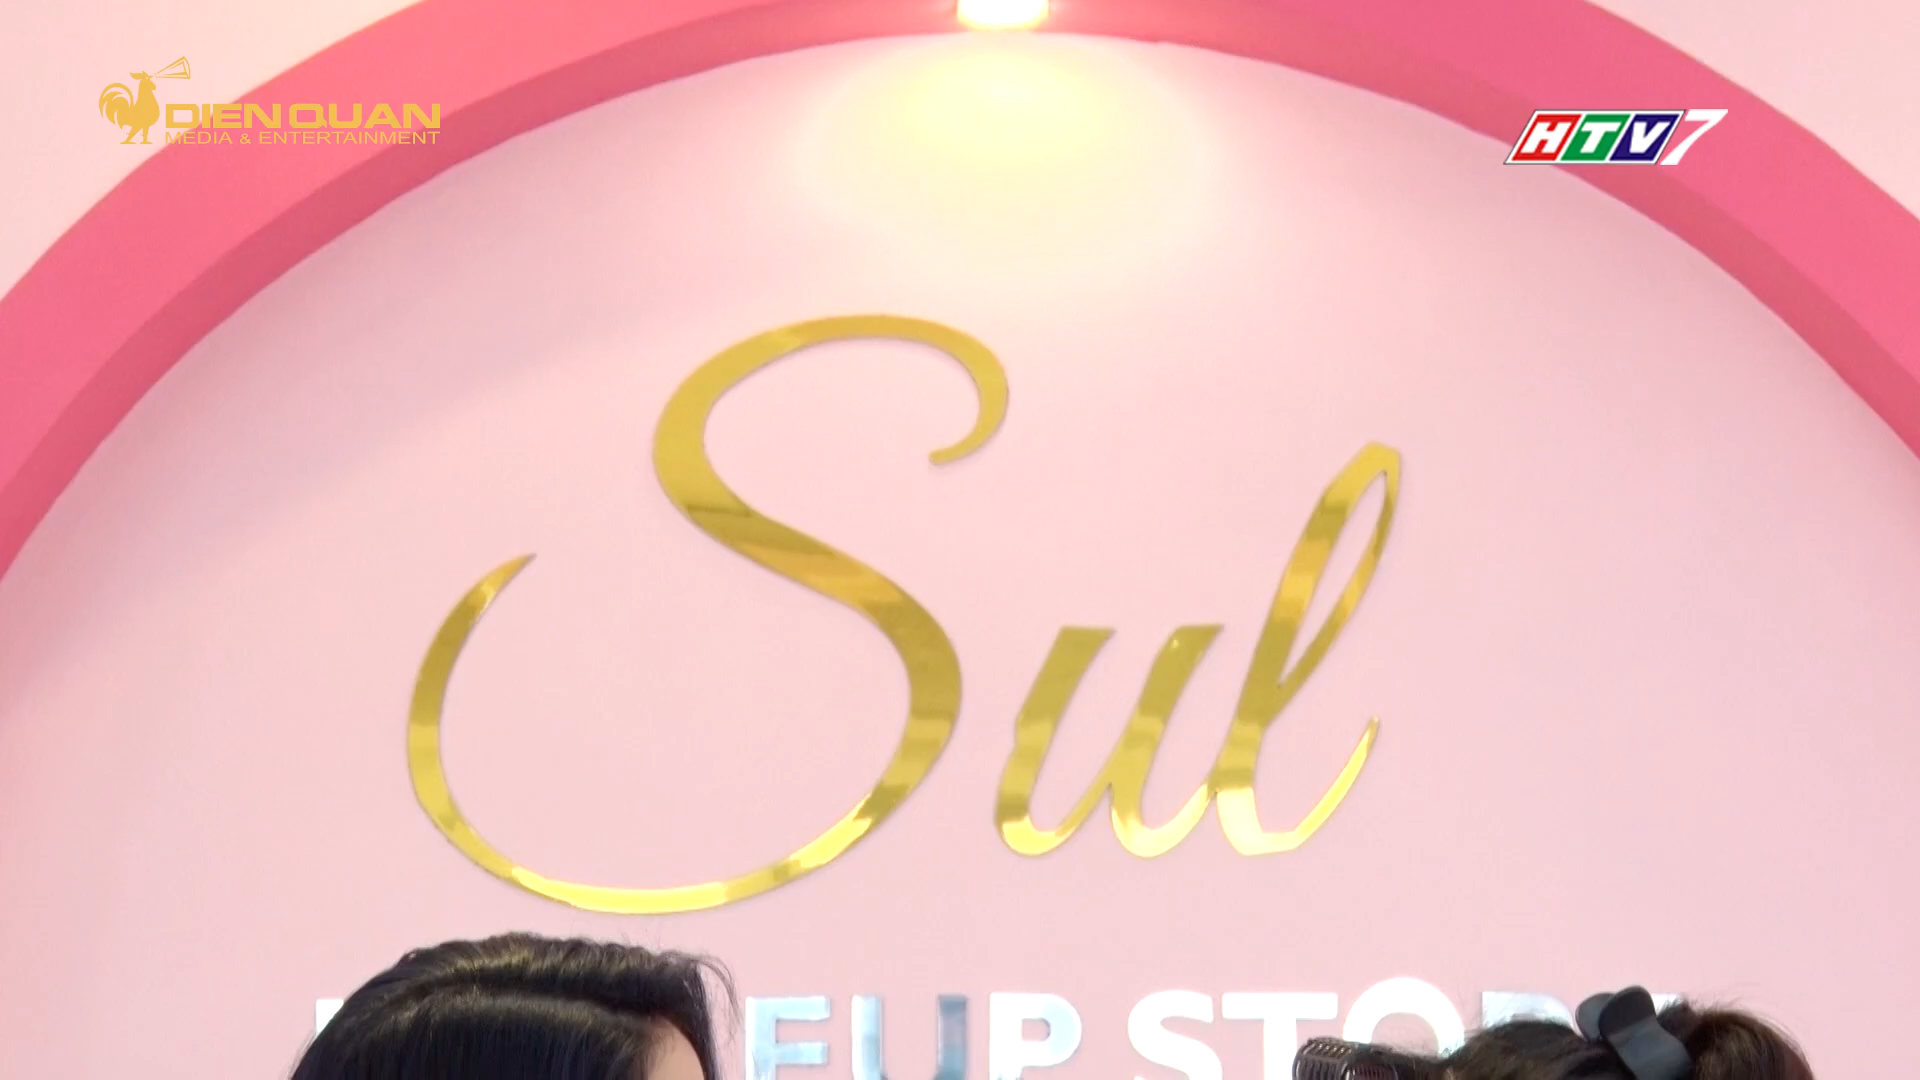 DIEN QUAN
MEDIA & ENTERTAINMENT
HTV7
Sul